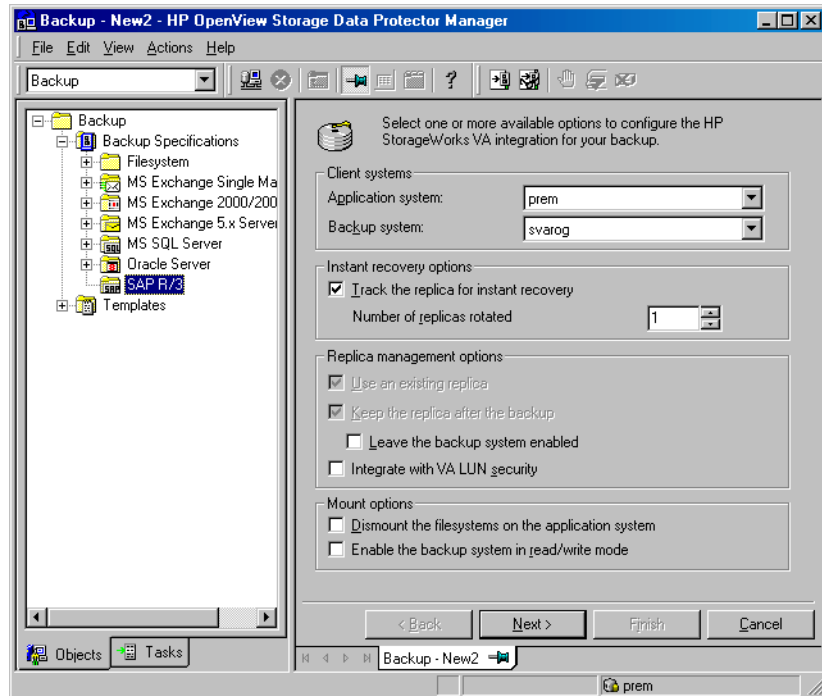 Backup - New2 - HP OpenView Storage Data Protector Manager
File Edit View Actions Help
Backup
Backup
Backup Specifications
Filesystem
MS Exchange Single Ma
MS Exchange 2000/200
MS Exchange 5.x Server
MS SQL Server
Oracle Server
SAP R/3
Templates
Objects
Tasks
Select one or more available options to configure the HP
StorageWorks VA integration for your backup.
Client systems
Application system: prem
Backup system: svarog
Instant recovery options
Track the replica for instant recovery
Number of replicas rotated 1
Replica management options
Use an existing replica
Keep the replica after the backup
Leave the backup system enabled
Integrate with VA LUN security
Mount options
Dismount the filesystems on the application system
Enable the backup system in read/write mode
< Back Next > Finish Cancel
Backup - New2
prem